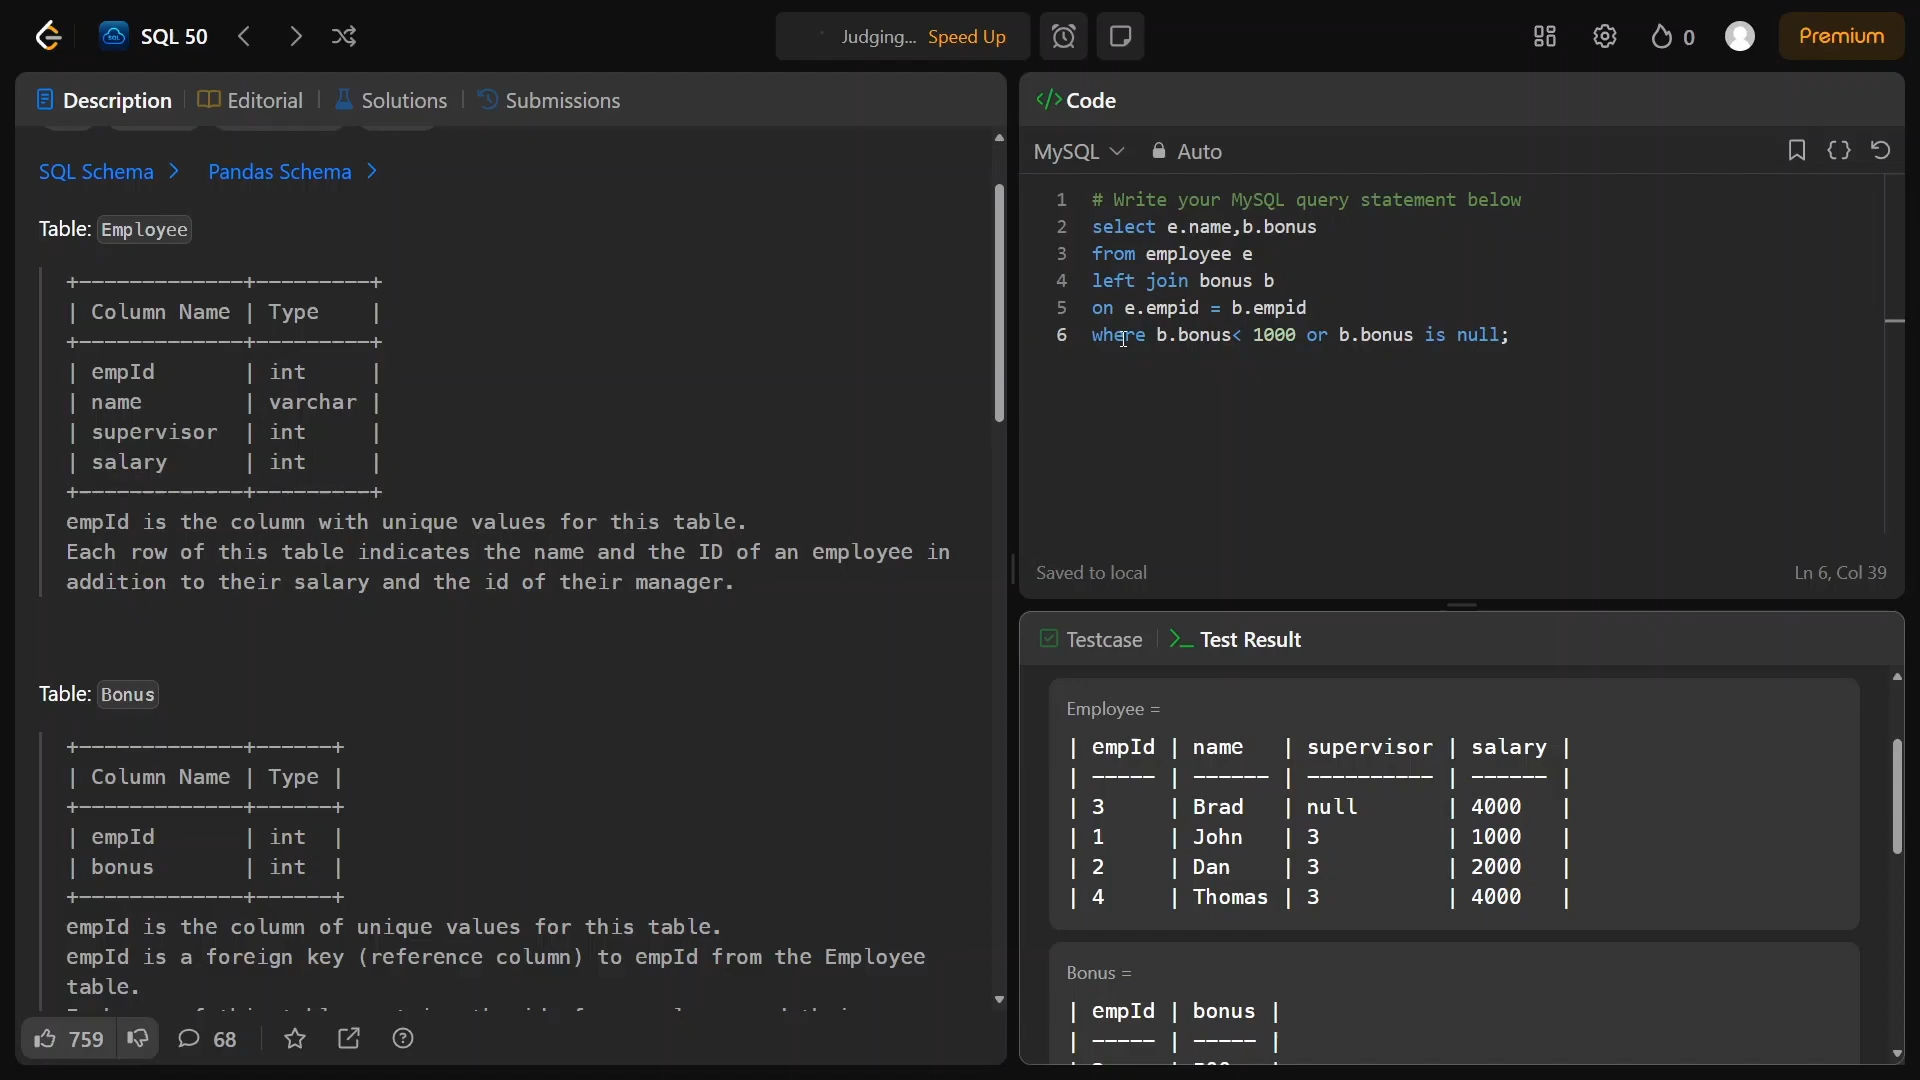 SQL 50
Judging... Speed Up
0
Premium
Description
Editorial
Solutions
Submissions
SQL Schema
Pandas Schema
Table: Employee
+-------------+---------+
| Column Name | Type    |
+-------------+---------+
| empId       | int     |
| name        | varchar |
| supervisor  | int     |
| salary      | int     |
+-------------+---------+
empId is the column with unique values for this table.
Each row of this table indicates the name and the ID of an employee in
addition to their salary and the id of their manager.
Table: Bonus
+-------------+------+
| Column Name | Type |
+-------------+------+
| empId       | int  |
| bonus       | int  |
+-------------+------+
empId is the column of unique values for this table.
empId is a foreign key (reference column) to empId from the Employee
table.
759
68
</> Code
MySQL
Auto
1 # Write your MySQL query statement below
2 select e.name,b.bonus
3 from employee e
4 left join bonus b
5 on e.empid = b.empid
6 where b.bonus< 1000 or b.bonus is null;
Saved to local
Ln 6, Col 39
Testcase
>_ Test Result
Employee =
| empId | name   | supervisor | salary |
| ----- | ------ | ---------- | ------ |
| 3     | Brad   | null       | 4000   |
| 1     | John   | 3          | 1000   |
| 2     | Dan    | 3          | 2000   |
| 4     | Thomas | 3          | 4000   |
Bonus =
| empId | bonus |
| ----- | ----- |